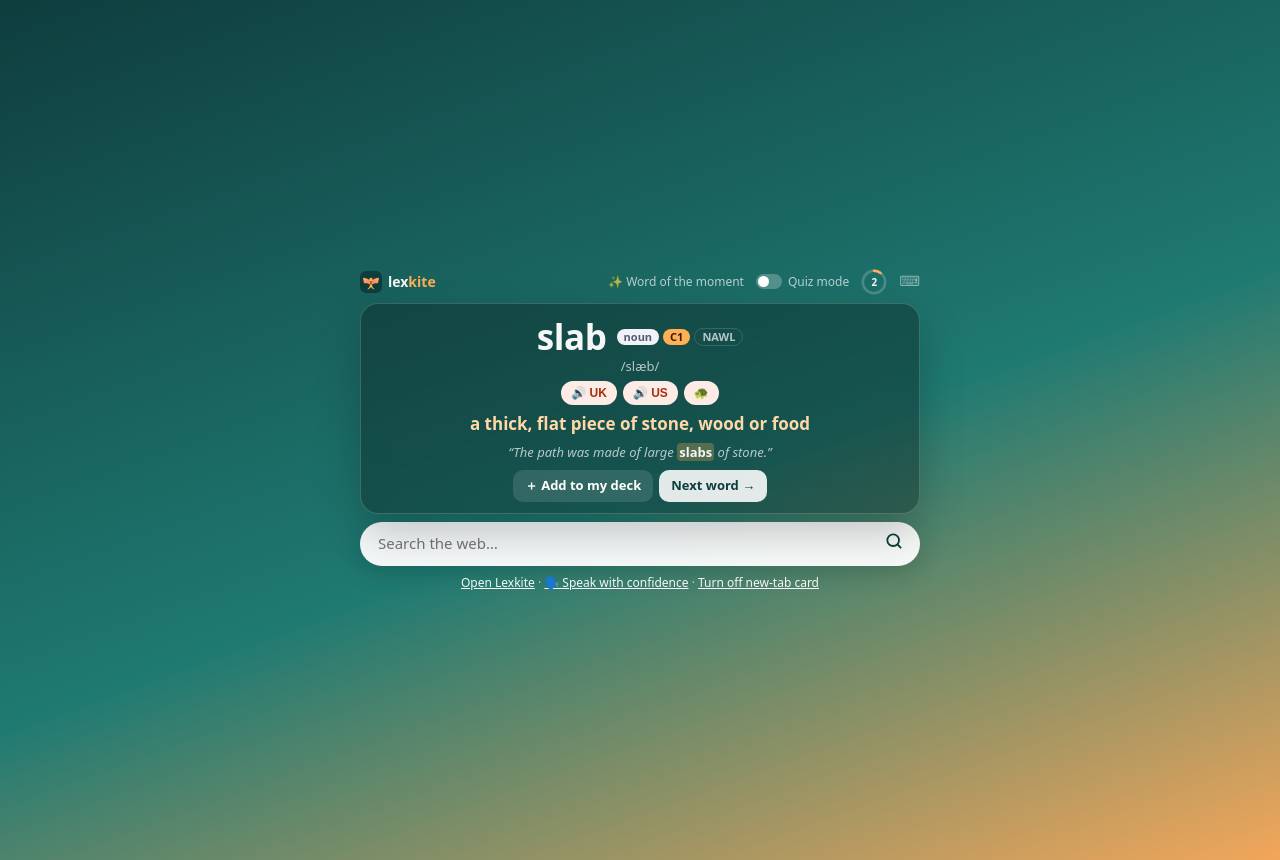 lexkite
✨ Word of the moment Quiz mode 2
slab noun C1 NAWL
/slæb/
UK US
a thick, flat piece of stone, wood or food
“The path was made of large slabs of stone.”
+ Add to my deck Next word →
Search the web...
Open Lexkite · 🗣️ Speak with confidence · Turn off new-tab card